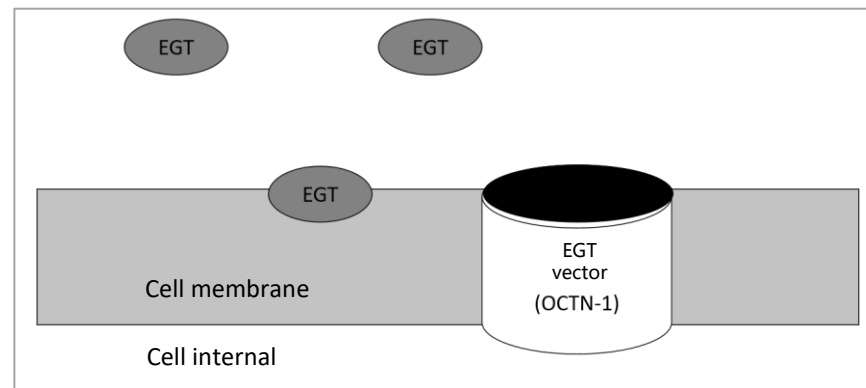 EGT
EGT
EGT
EGT
vector
(OCTN-1)
Cell membrane
Cell internal